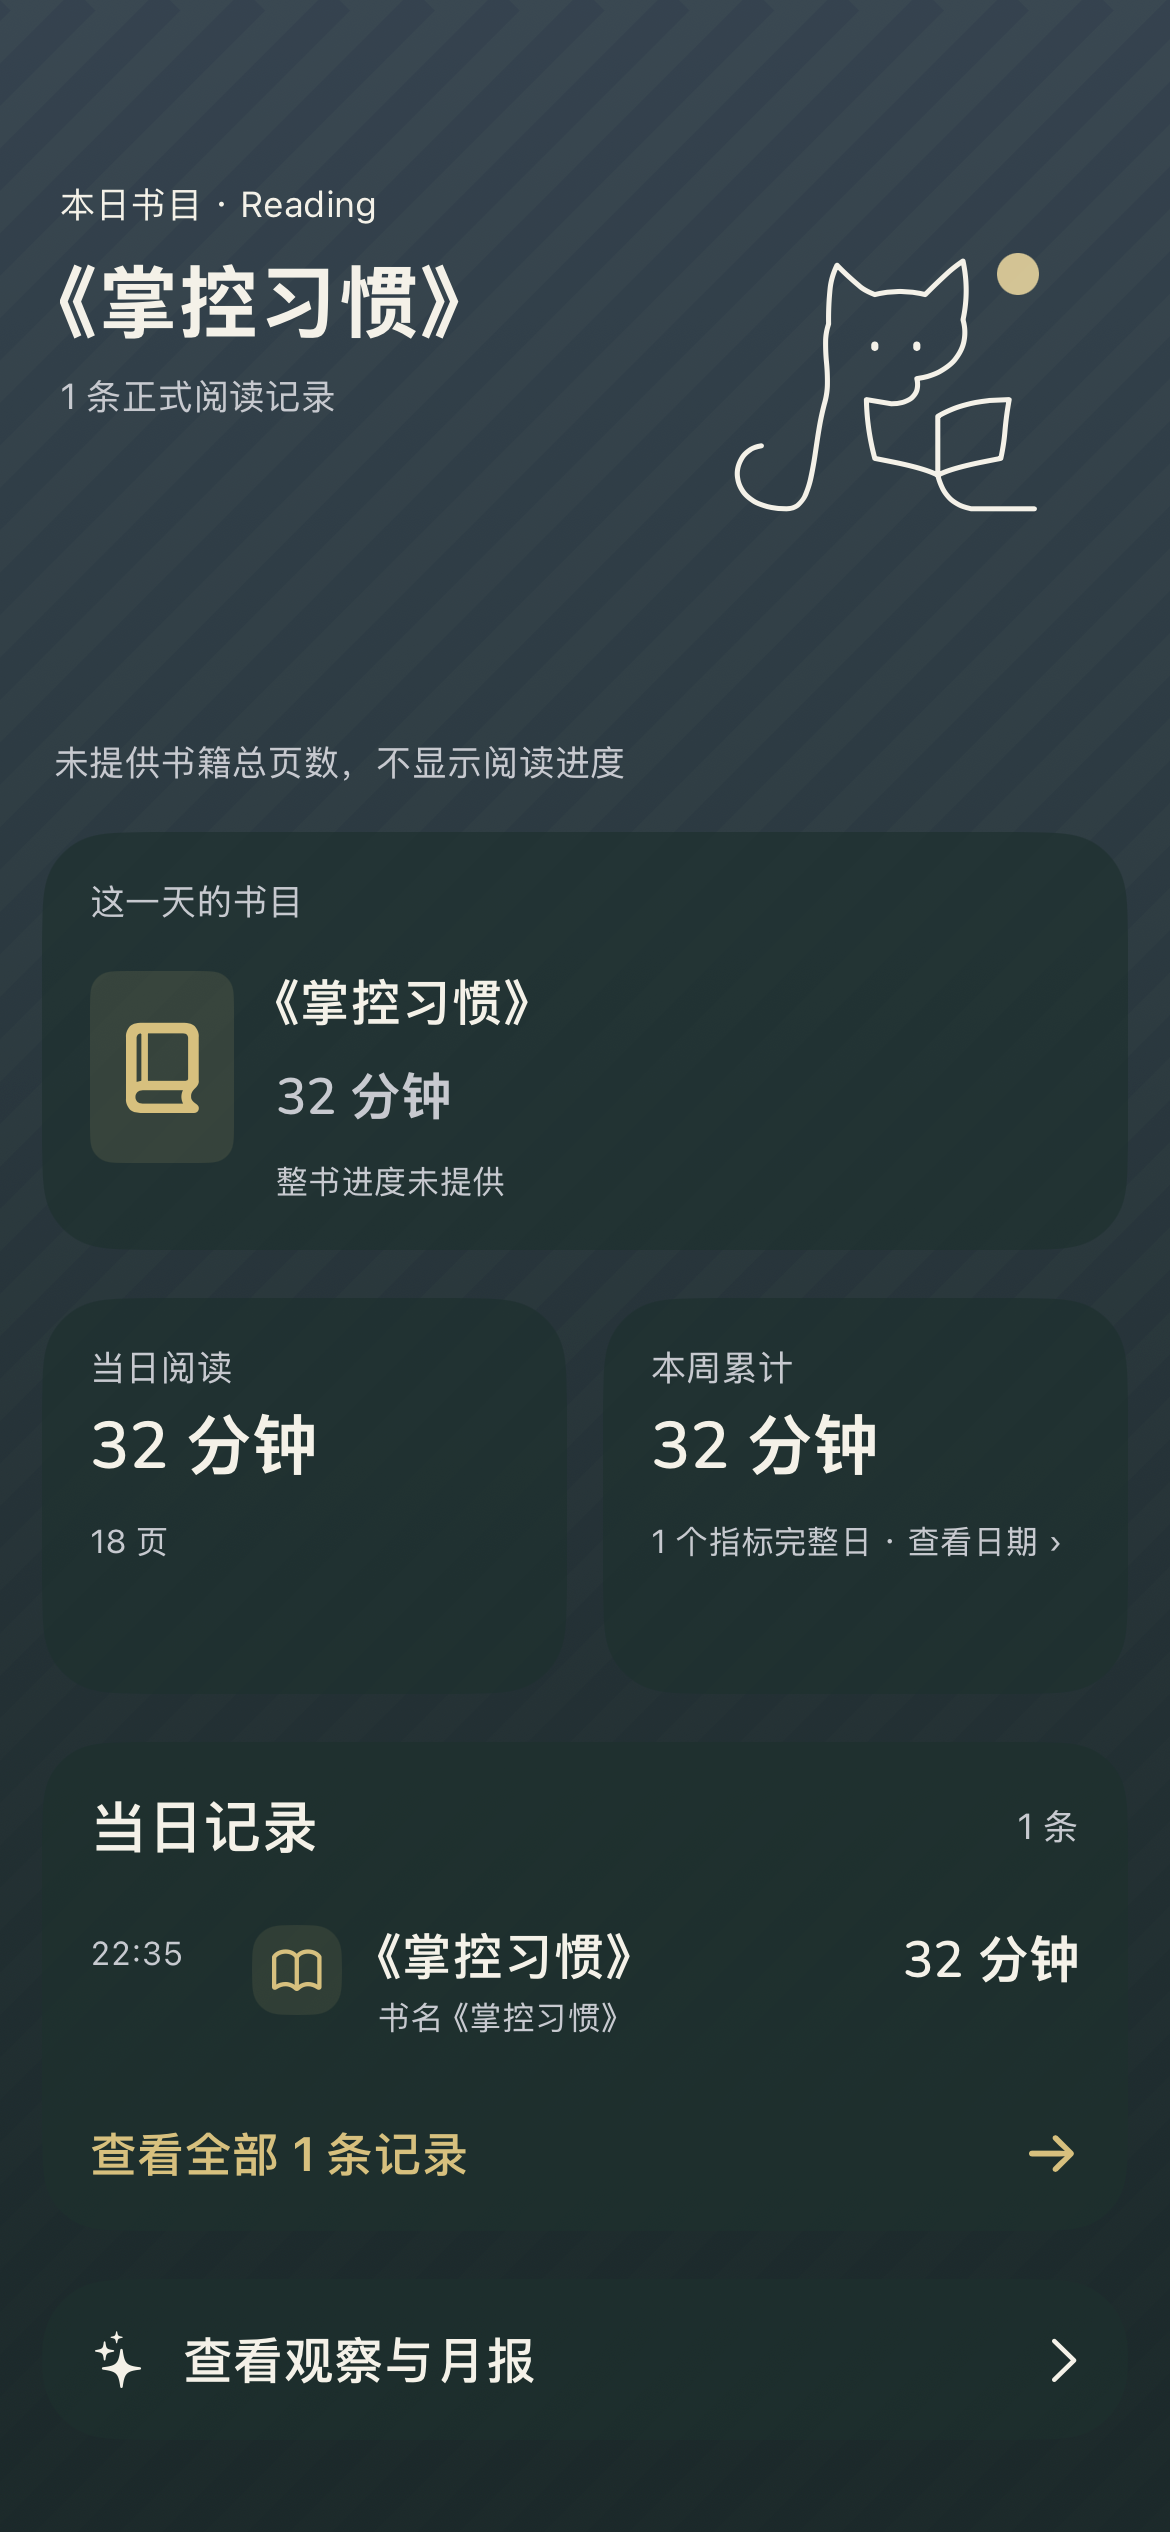 本日书目 · Reading
《掌控习惯》
1 条正式阅读记录
未提供书籍总页数，不显示阅读进度
这一天的书目
《掌控习惯》
32 分钟
整书进度未提供
当日阅读
32 分钟
18 页
本周累计
32 分钟
1 个指标完整日 · 查看日期 ›
当日记录
1 条
22:35
《掌控习惯》
32 分钟
书名《掌控习惯》
查看全部 1 条记录
查看观察与月报